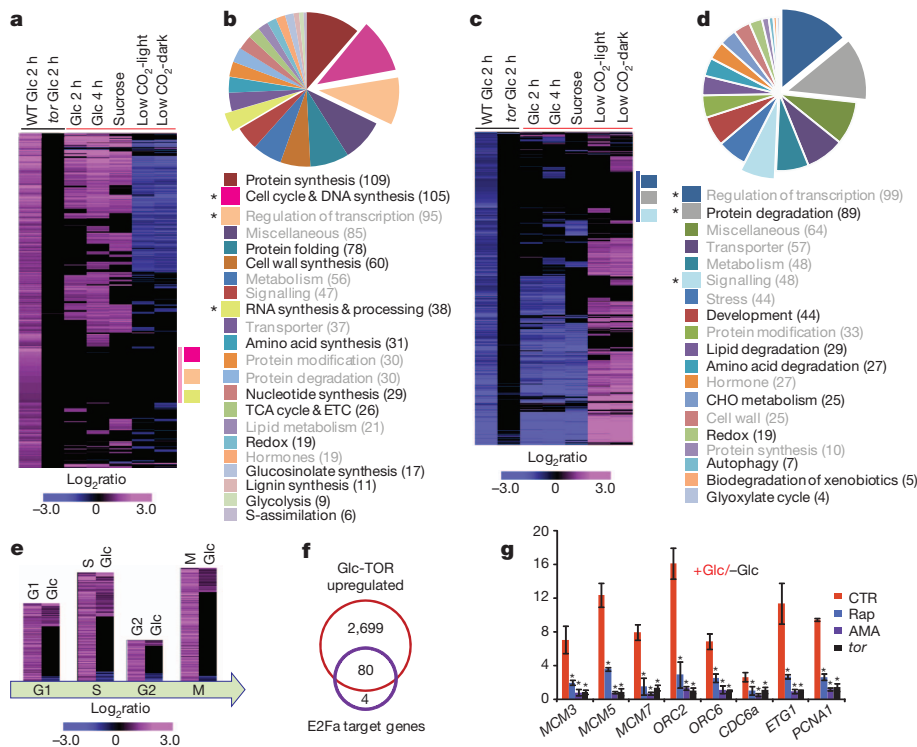 a
WT Glc 2 h
tor Glc 2 h
Glc 2 h
Glc 4 h
Sucrose
Low CO2-light
Low CO2-dark
Log2ratio
−3.0 0 3.0
b
Protein synthesis (109)
* Cell cycle & DNA synthesis (105)
* Regulation of transcription (95)
Miscellaneous (85)
Protein folding (78)
Cell wall synthesis (60)
Metabolism (56)
Signalling (47)
* RNA synthesis & processing (38)
Transporter (37)
Amino acid synthesis (31)
Protein modification (30)
Protein degradation (30)
Nucleotide synthesis (29)
TCA cycle & ETC (26)
Lipid metabolism (21)
Redox (19)
Hormones (19)
Glucosinolate synthesis (17)
Lignin synthesis (11)
Glycolysis (9)
S-assimilation (6)
c
WT Glc 2 h
tor Glc 2 h
Glc 2 h
Glc 4 h
Sucrose
Low CO2-light
Low CO2-dark
Log2ratio
−3.0 0 3.0
d
* Regulation of transcription (99)
* Protein degradation (89)
Miscellaneous (64)
Transporter (57)
Metabolism (48)
* Signalling (48)
Stress (44)
Development (44)
Protein modification (33)
Lipid degradation (29)
Amino acid degradation (27)
Hormone (27)
CHO metabolism (25)
Cell wall (25)
Redox (19)
Protein synthesis (10)
Autophagy (7)
Biodegradation of xenobiotics (5)
Glyoxylate cycle (4)
e
G1 Glc
S Glc
G2 Glc
M Glc
G1 S G2 M
Log2ratio
−3.0 0 3.0
f
Glc-TOR
upregulated
2,699
80
4
E2Fa target genes
g
+Glc/−Glc
20
16
12
8
4
0
CTR
Rap
AMA
tor
* * * * * * * * * * * * * * * * * * * * * * * *
MCM3 MCM5 MCM7 ORC2 ORC6 CDC6a ETG1 PCNA1